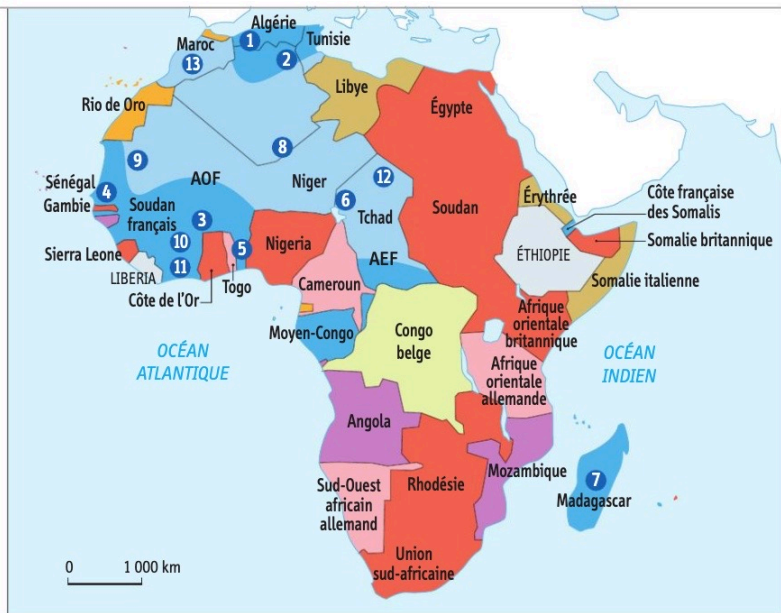 Algérie
Maroc
1
Tunisie
13
2
Libye
Rio de Oro
Égypte
8
9
AOF
12
Niger
Sénégal
4
6
Érythrée
Côte française
des Somalis
Gambie
Soudan
français
3
Tchad
Soudan
Somalie britannique
10
5
Nigeria
Sierra Leone
ÉTHIOPIE
11
AEF
LIBERIA
Somalie italienne
Togo
Cameroun
Côte de l'Or
Afrique
orientale
britannique
Moyen-Congo
Congo
belge
OCÉAN
ATLANTIQUE
OCÉAN
INDIEN
Afrique
orientale
allemande
Angola
Mozambique
7
Madagascar
Sud-Ouest
africain
allemand
Rhodésie
Union
sud-africaine
0 1 000 km